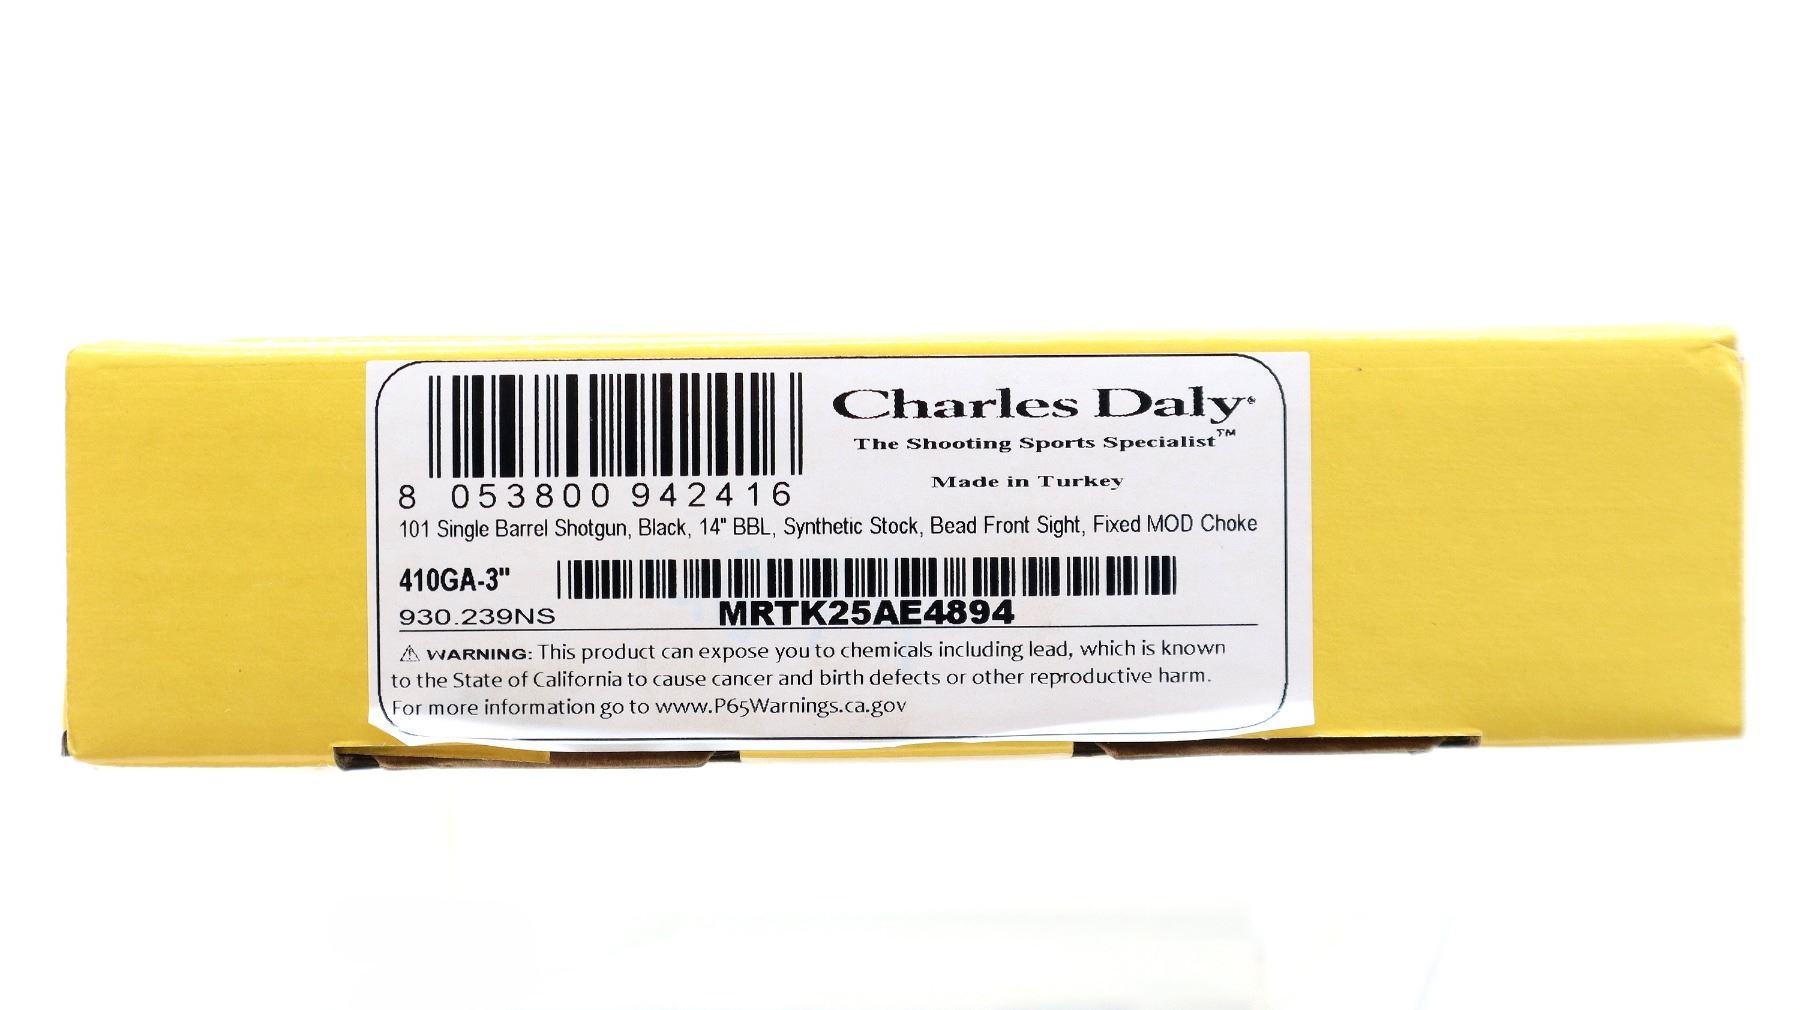 Charles Daly®
The Shooting Sports Specialist™
Made in Turkey
8 053800 942416
101 Single Barrel Shotgun, Black, 14" BBL, Synthetic Stock, Bead Front Sight, Fixed MOD Choke
410GA-3"
930.239NS
MRTK25AE4894
⚠ WARNING: This product can expose you to chemicals including lead, which is known
to the State of California to cause cancer and birth defects or other reproductive harm.
For more information go to www.P65Warnings.ca.gov